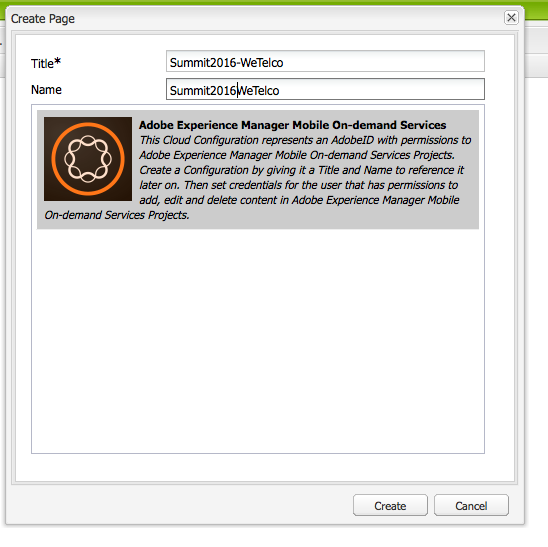 Create Page
Title*
Summit2016-WeTelco
Name
Summit2016WeTelco
Adobe Experience Manager Mobile On-demand Services
This Cloud Configuration represents an AdobeID with permissions to
Adobe Experience Manager Mobile On-demand Services Projects.
Create a Configuration by giving it a Title and Name to reference it
later on. Then set credentials for the user that has permissions to
add, edit and delete content in Adobe Experience Manager Mobile
On-demand Services Projects.
Create
Cancel